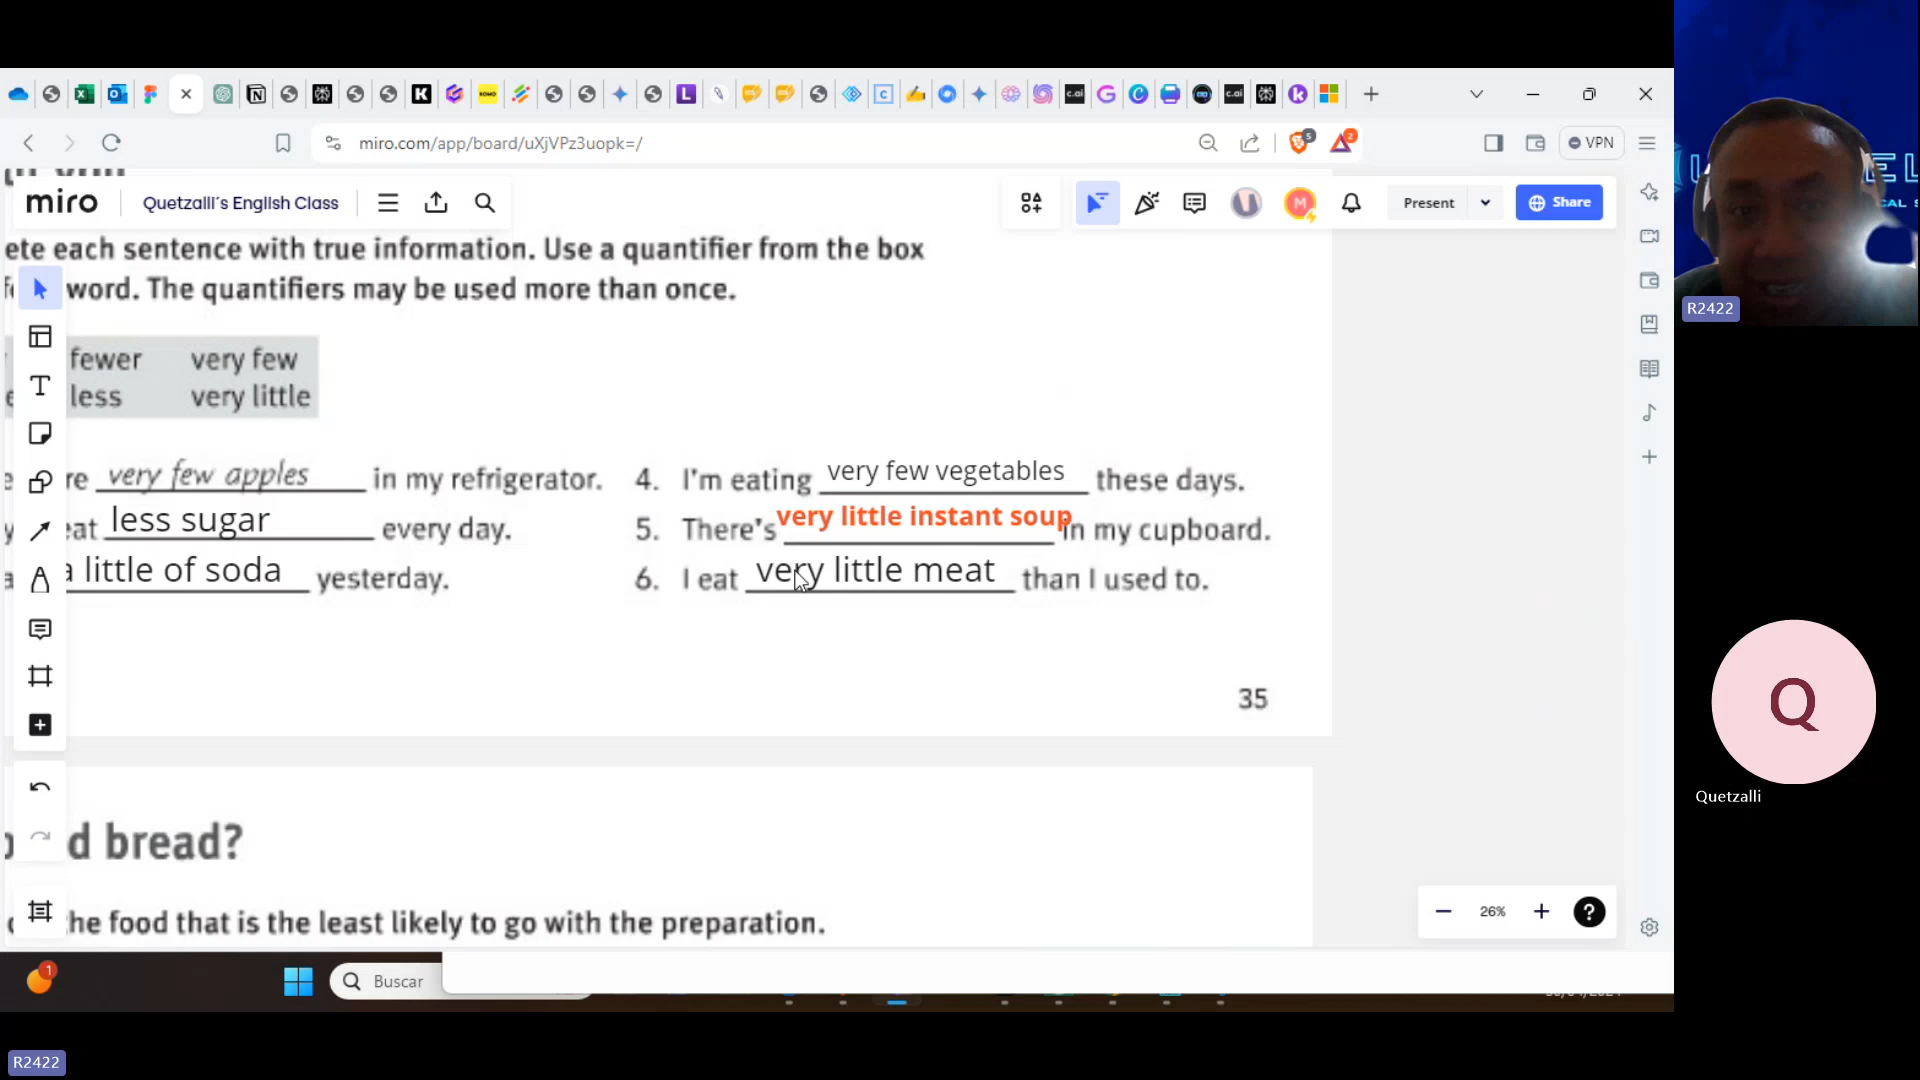 miro.com/app/board/uXjVPz3uopk=/
VPN
miro
Quetzalli´s English Class
Present
Share
ete each sentence with true information. Use a quantifier from the box
word. The quantifiers may be used more than once.
fewer very few
less very little
re very few apples in my refrigerator.
eat less sugar every day.
a little of soda yesterday.
4. I'm eating very few vegetables these days.
5. There's very little instant soup in my cupboard.
6. I eat very little meat than I used to.
35
d bread?
he food that is the least likely to go with the preparation.
26%
Buscar
R2422
Q
Quetzalli
R2422